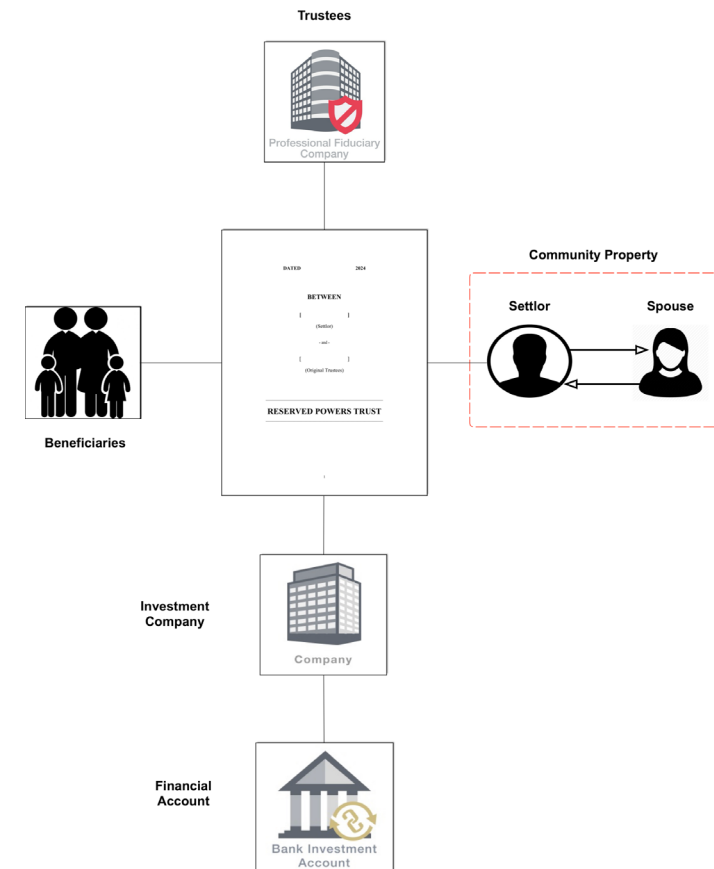 Trustees
Professional Fiduciary
Company
DATED 2024
BETWEEN
[ ]
(Settlor)
- and -
[ ]
(Original Trustees)
RESERVED POWERS TRUST
1
Community Property
Settlor Spouse
Beneficiaries
Investment
Company
Company
Financial
Account
Bank Investment
Account